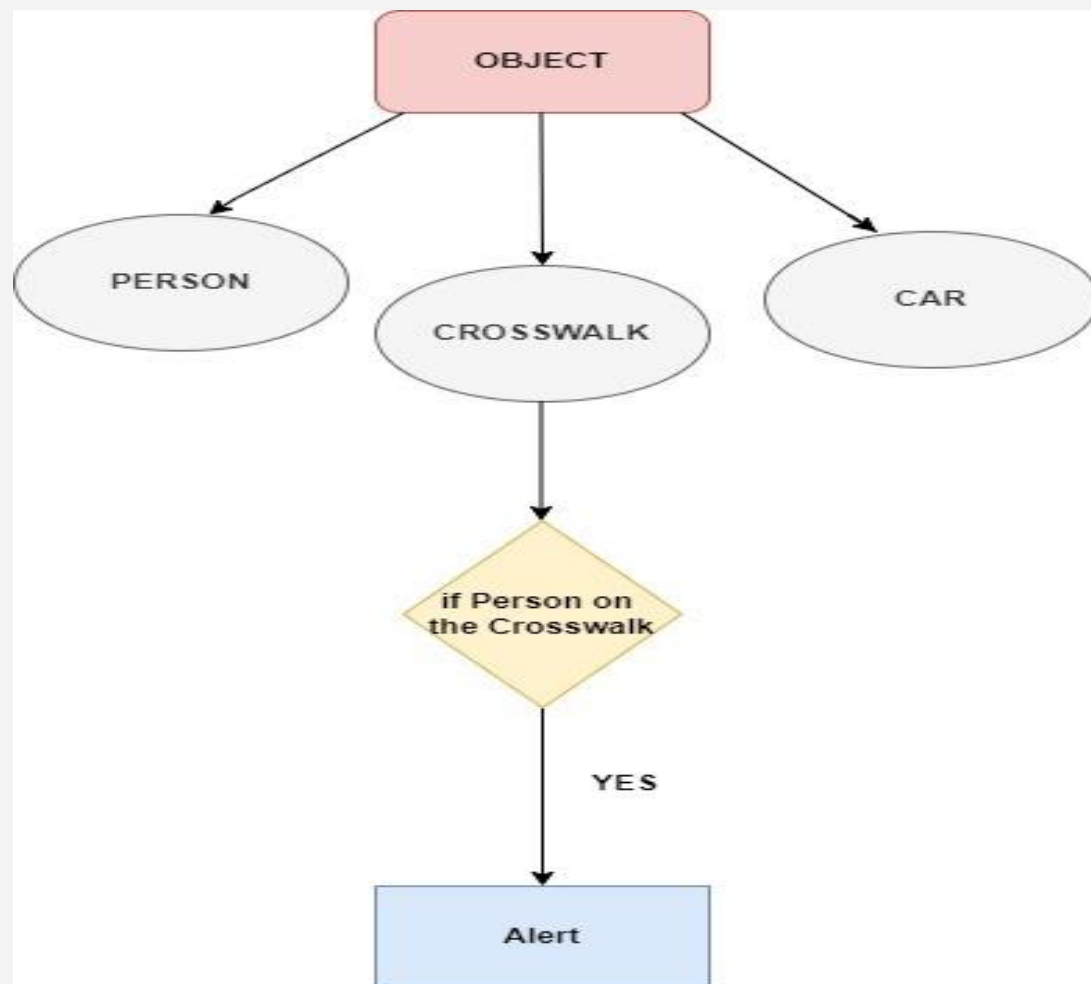 OBJECT
PERSON
CROSSWALK
CAR
if Person on
the Crosswalk
YES
Alert